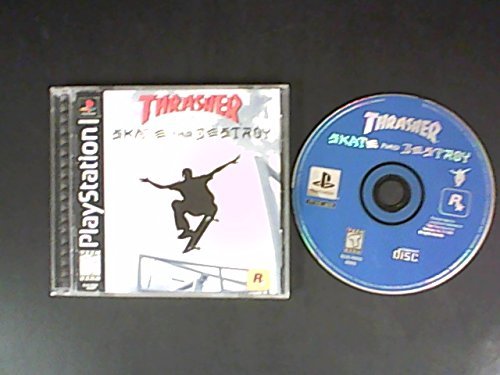 PlayStation
THRASHER
SKATE AND DESTROY
R
THRASHER
SKATE AND DESTROY
R
DISC